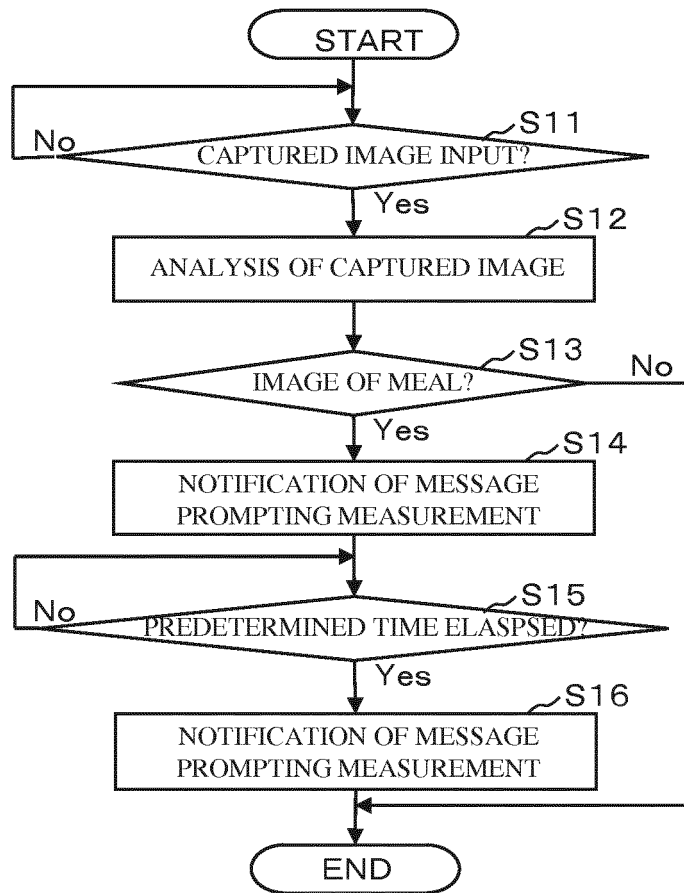 START
S11
No
CAPTURED IMAGE INPUT?
Yes
S12
ANALYSIS OF CAPTURED IMAGE
S13
No
IMAGE OF MEAL?
Yes
S14
NOTIFICATION OF MESSAGE
PROMPTING MEASUREMENT
S15
No
PREDETERMINED TIME ELASPSED?
Yes
S16
NOTIFICATION OF MESSAGE
PROMPTING MEASUREMENT
END